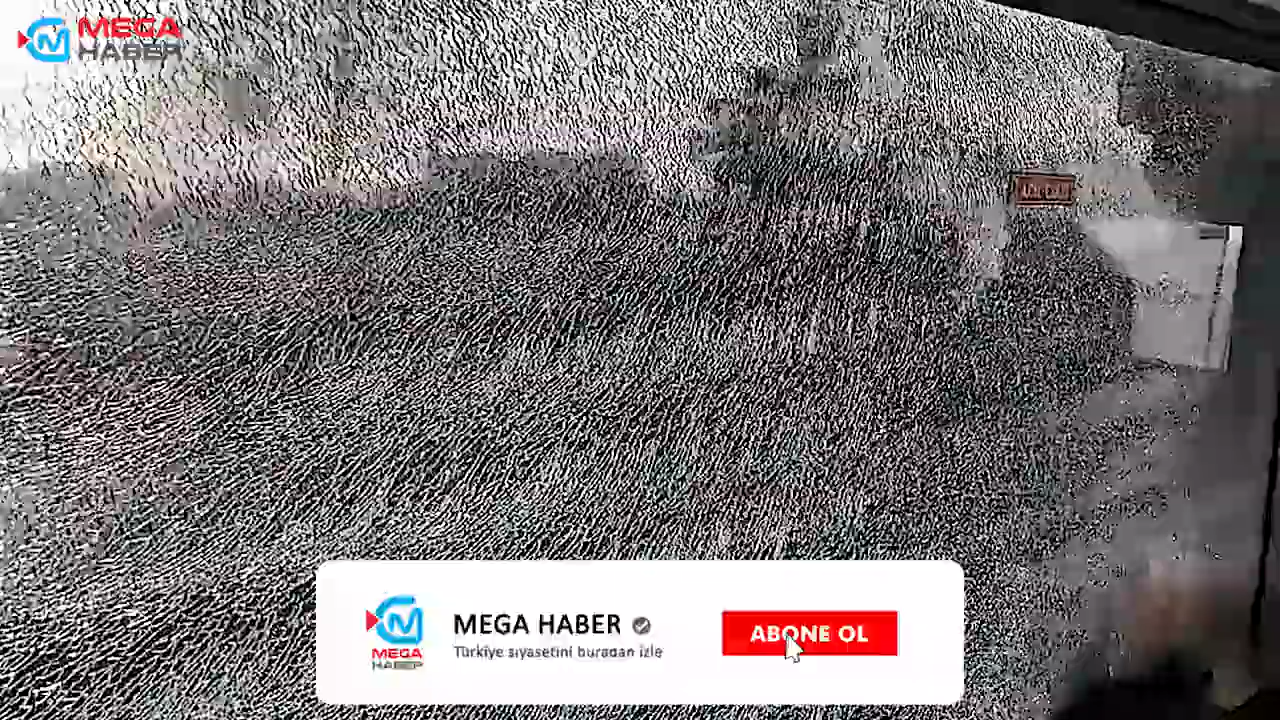 MEGA
HABER
MEGA HABER
Türkiye siyasetini buradan izle
MEGA
HABER
ABONE OL